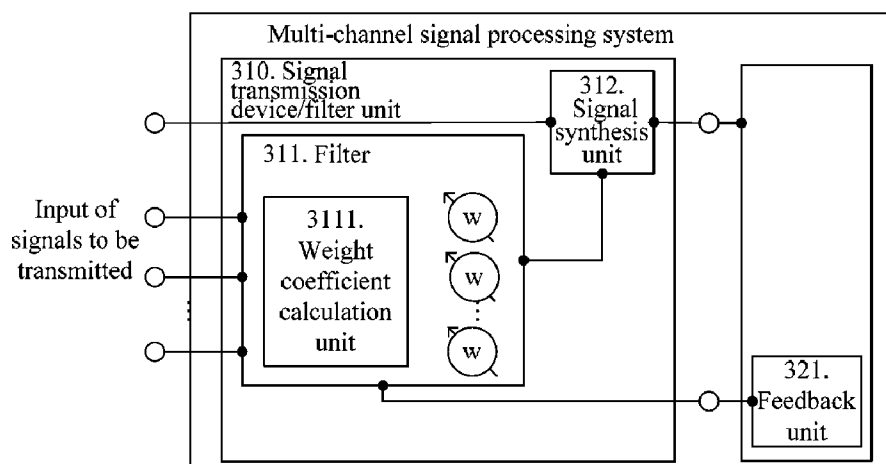 Multi-channel signal processing system
310. Signal
transmission
device/filter unit
312.
Signal
synthesis
unit
311. Filter
Input of
signals to be
transmitted
3111.
Weight
coefficient
calculation
unit
w
w
w
321.
Feedback
unit